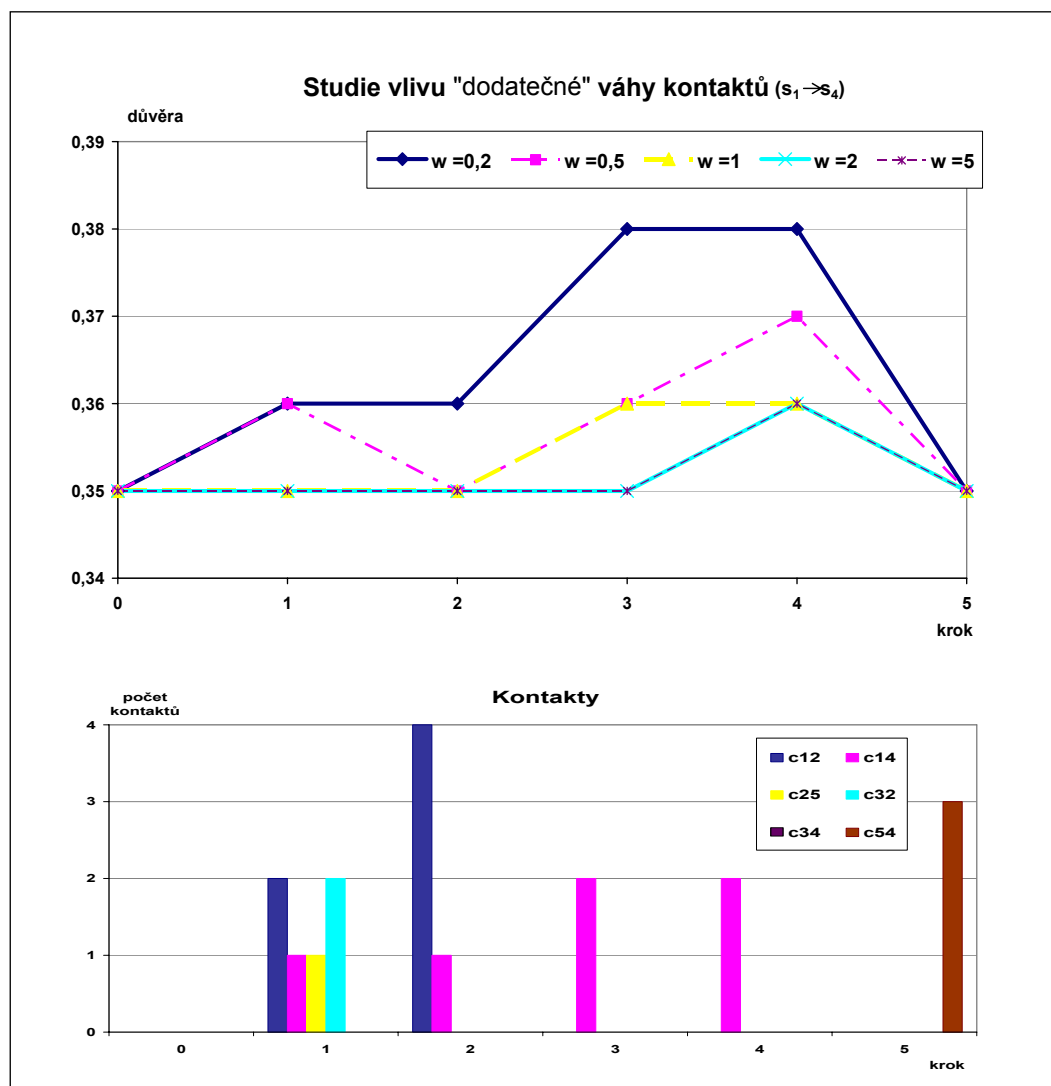 Studie vlivu "dodatečné" váhy kontaktů (s₁→s₄)
důvěra
w =0,2 w =0,5 w =1 w =2 w =5
0,39
0,38
0,37
0,36
0,35
0,34
0 1 2 3 4 5
krok
Kontakty
počet
kontaktů
4
3
2
1
0
c12 c14
c25 c32
c34 c54
0 1 2 3 4 5
krok